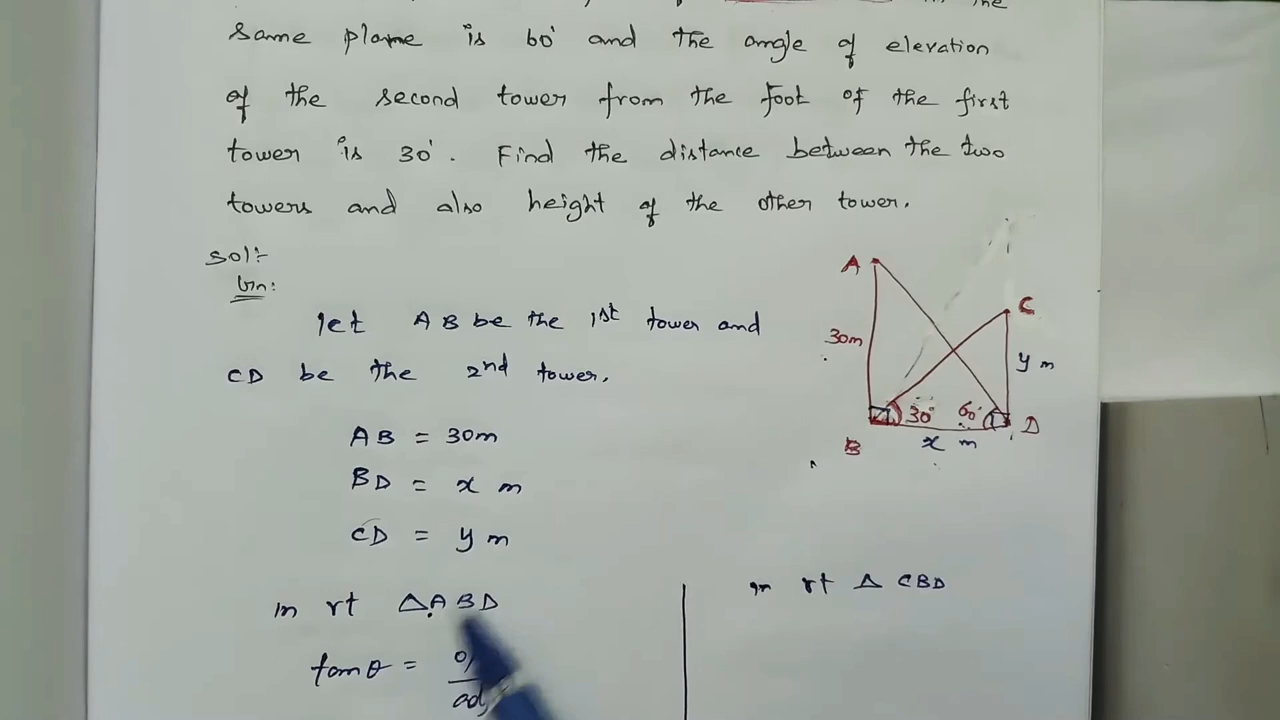 the
same plane is 60° and the angle of elevation
of the second tower from the foot of the first
tower is 30°. Find the distance between the two
towers and also height of the other tower.
Sol:-
Gn:
let AB be the 1st tower and
CD be the 2nd tower.
AB = 30m
BD = x m
CD = y m
In rt △ABD
tanθ =
A
C
30m
y m
30° 60°
B
x m
D
In rt △ CBD